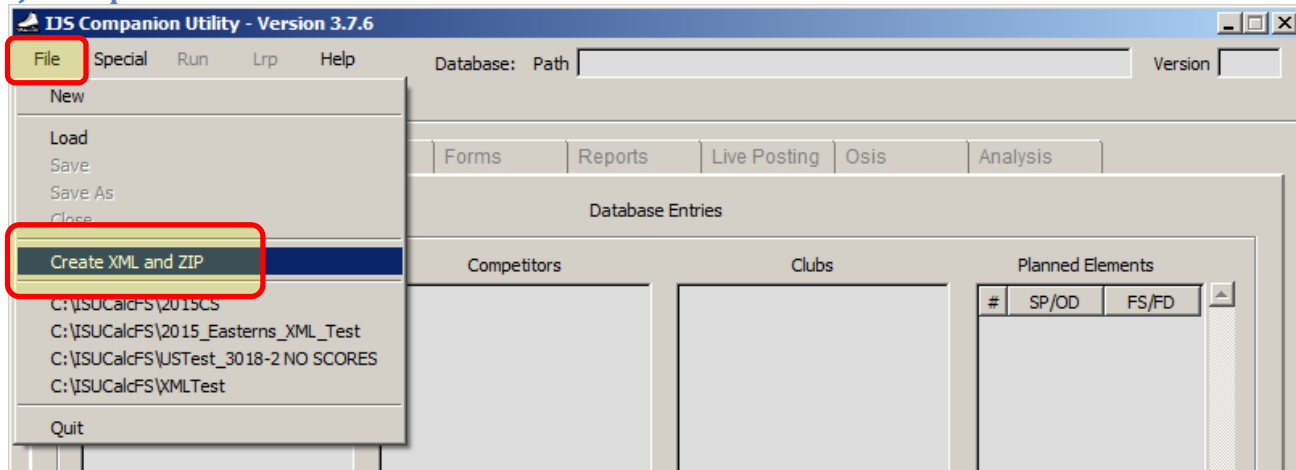 IJS Companion Utility - Version 3.7.6
File Special Run Lrp Help Database: Path Version
New
Load
Save
Save As
Close
Create XML and ZIP
C:\ISUCalcFS\2015CS
C:\ISUCalcFS\2015_Easterns_XML_Test
C:\ISUCalcFS\USTest_3018-2 NO SCORES
C:\ISUCalcFS\XMLTest
Quit
Forms Reports Live Posting Osis Analysis
Database Entries
Competitors Clubs Planned Elements
# SP/OD FS/FD